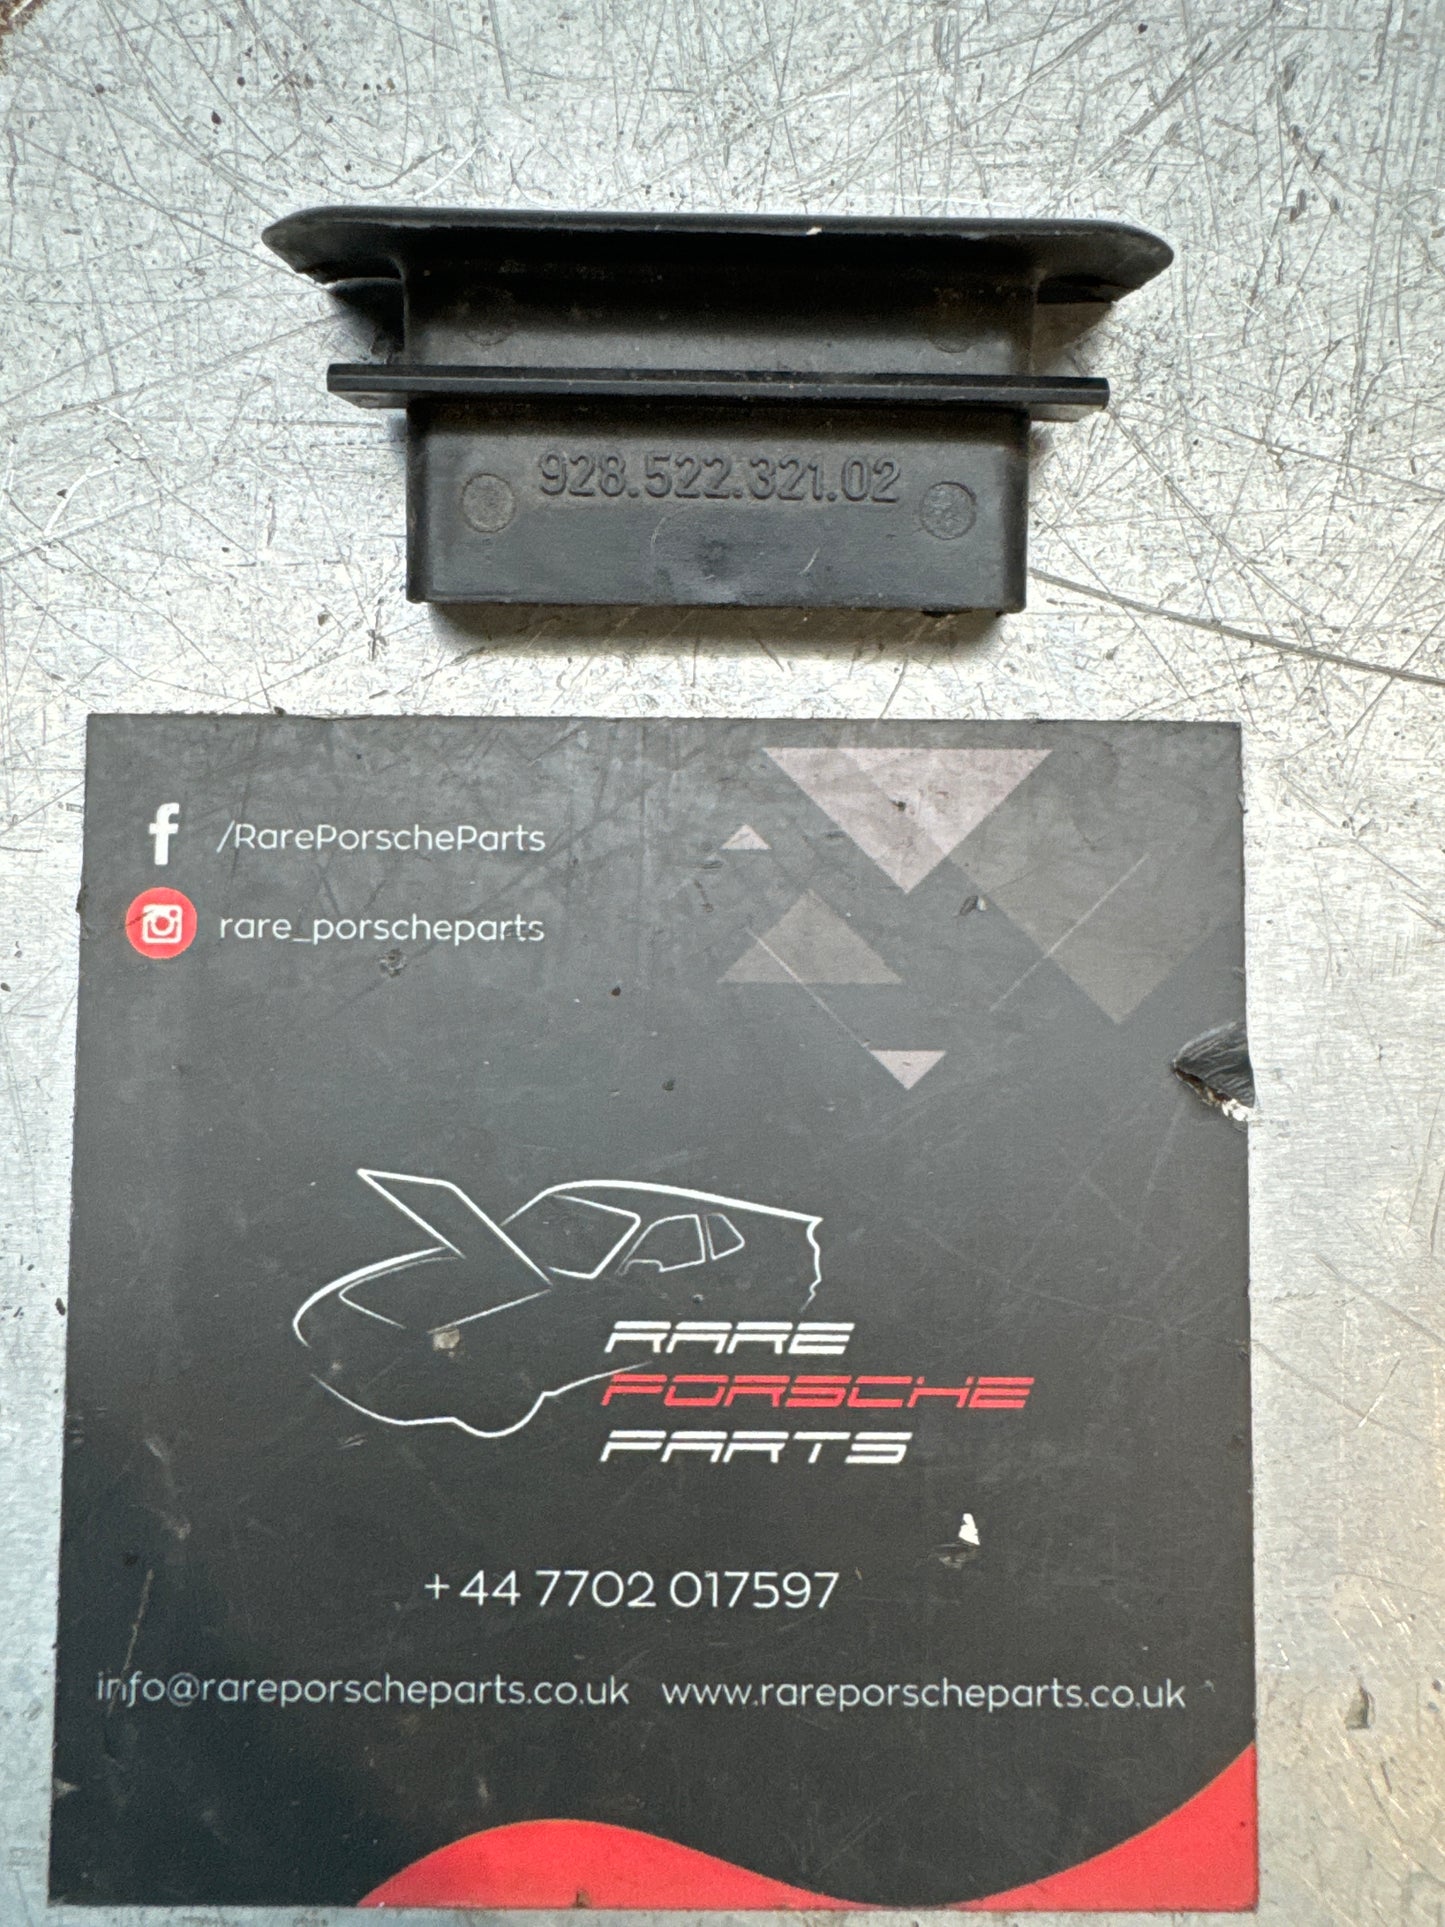 928.522.321.02
/RarePorscheParts
rare_porscheparts
RARE
PORSCHE
PARTS
+44 7702 017597
info@rareporscheparts.co.uk www.rareporscheparts.co.uk